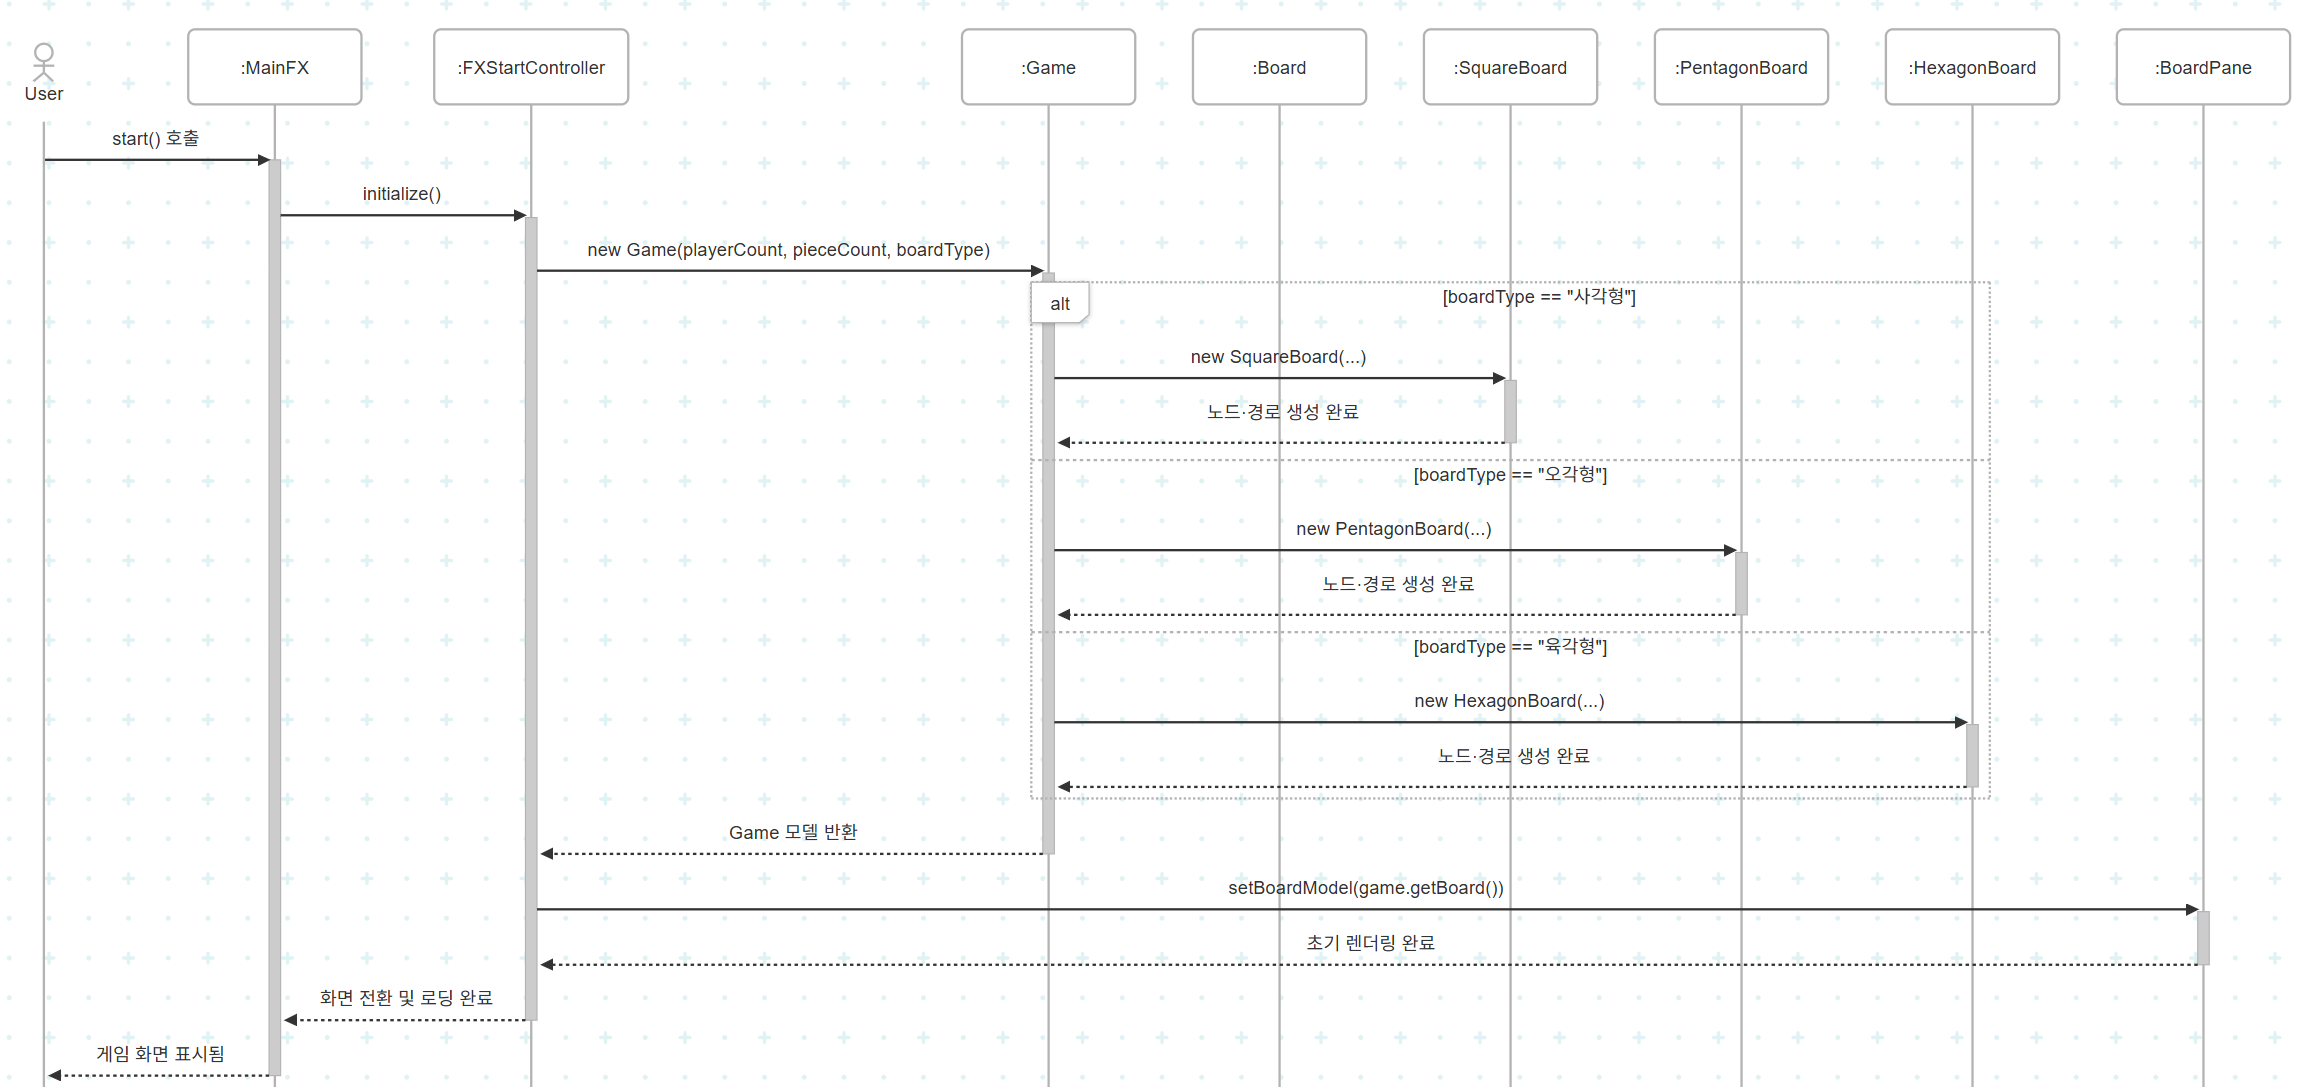 User
:MainFX
:FXStartController
:Game
:Board
:SquareBoard
:PentagonBoard
:HexagonBoard
:BoardPane
start() 호출
initialize()
new Game(playerCount, pieceCount, boardType)
alt
[boardType == "사각형"]
new SquareBoard(...)
노드·경로 생성 완료
[boardType == "오각형"]
new PentagonBoard(...)
노드·경로 생성 완료
[boardType == "육각형"]
new HexagonBoard(...)
노드·경로 생성 완료
Game 모델 반환
setBoardModel(game.getBoard())
초기 렌더링 완료
화면 전환 및 로딩 완료
게임 화면 표시됨